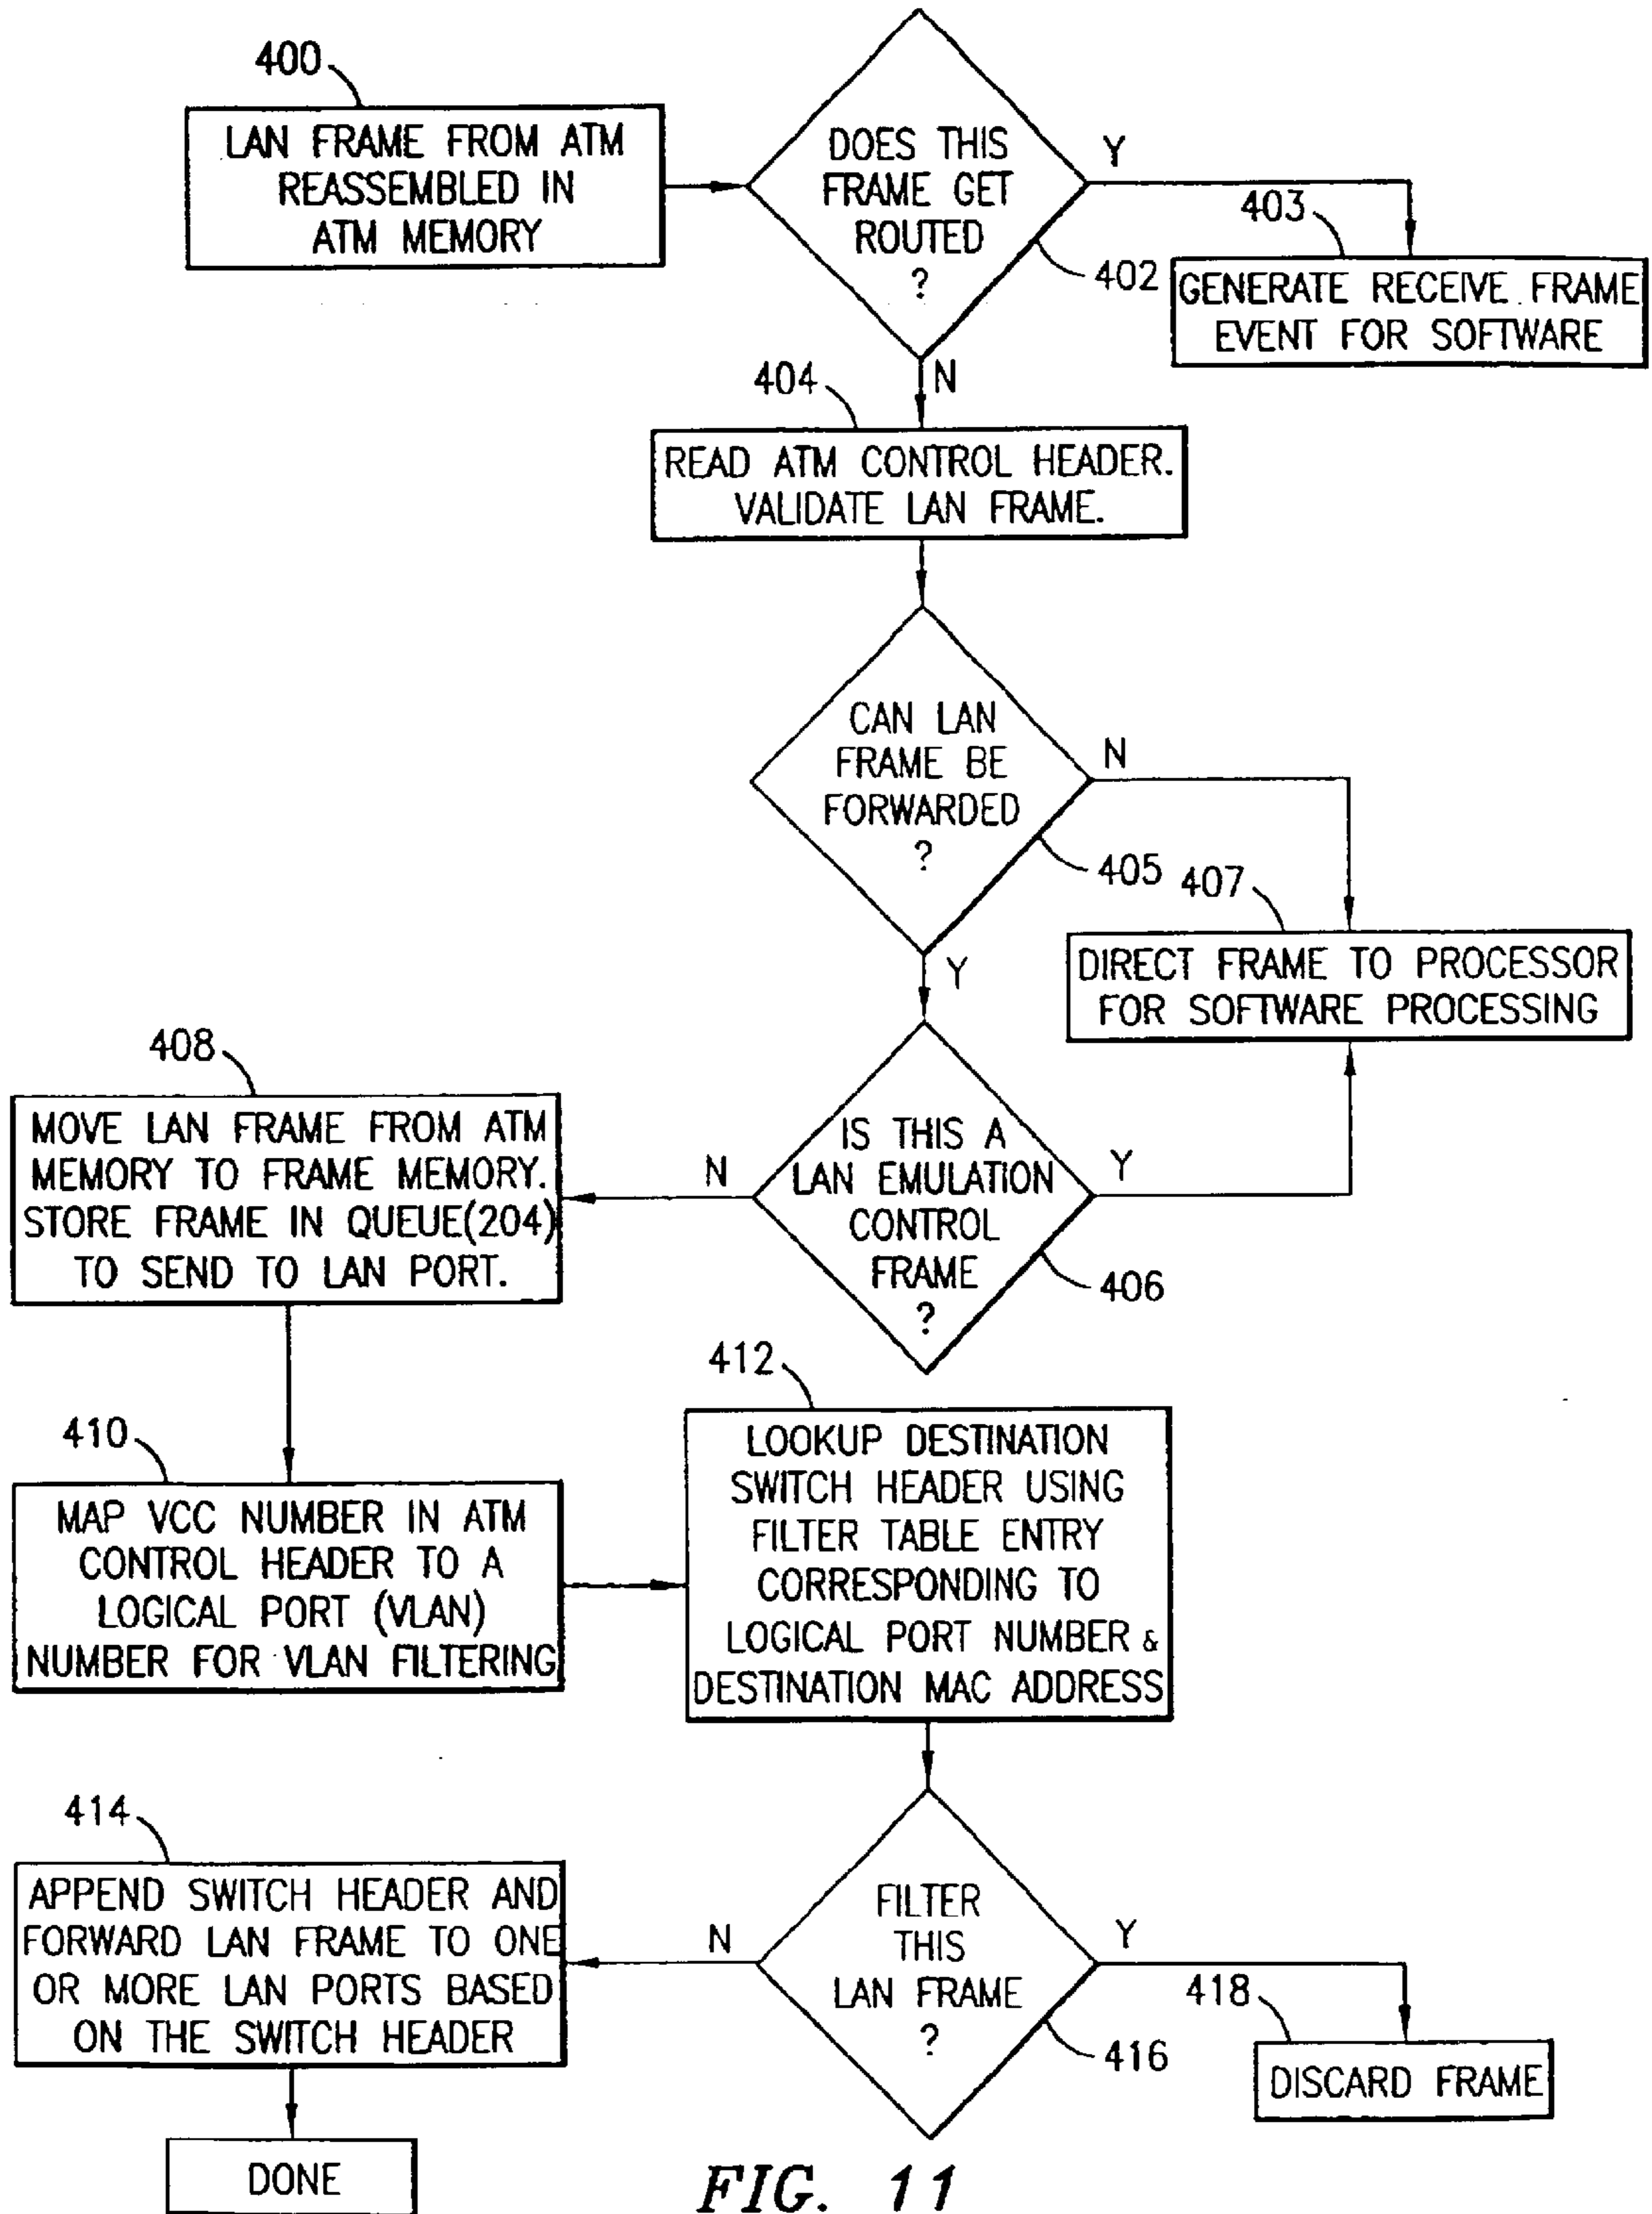 400
LAN FRAME FROM ATM
REASSEMBLED IN
ATM MEMORY
DOES THIS
FRAME GET
ROUTED
?
402
Y
403
GENERATE RECEIVE FRAME
EVENT FOR SOFTWARE
N
404
READ ATM CONTROL HEADER.
VALIDATE LAN FRAME.
CAN LAN
FRAME BE
FORWARDED
?
405
N
407
DIRECT FRAME TO PROCESSOR
FOR SOFTWARE PROCESSING
Y
IS THIS A
LAN EMULATION
CONTROL
FRAME
?
406
Y
N
408
MOVE LAN FRAME FROM ATM
MEMORY TO FRAME MEMORY.
STORE FRAME IN QUEUE(204)
TO SEND TO LAN PORT.
410
MAP VCC NUMBER IN ATM
CONTROL HEADER TO A
LOGICAL PORT (VLAN)
NUMBER FOR VLAN FILTERING
412
LOOKUP DESTINATION
SWITCH HEADER USING
FILTER TABLE ENTRY
CORRESPONDING TO
LOGICAL PORT NUMBER &
DESTINATION MAC ADDRESS
FILTER
THIS
LAN FRAME
?
416
Y
418
DISCARD FRAME
N
414
APPEND SWITCH HEADER AND
FORWARD LAN FRAME TO ONE
OR MORE LAN PORTS BASED
ON THE SWITCH HEADER
DONE
FIG. 11